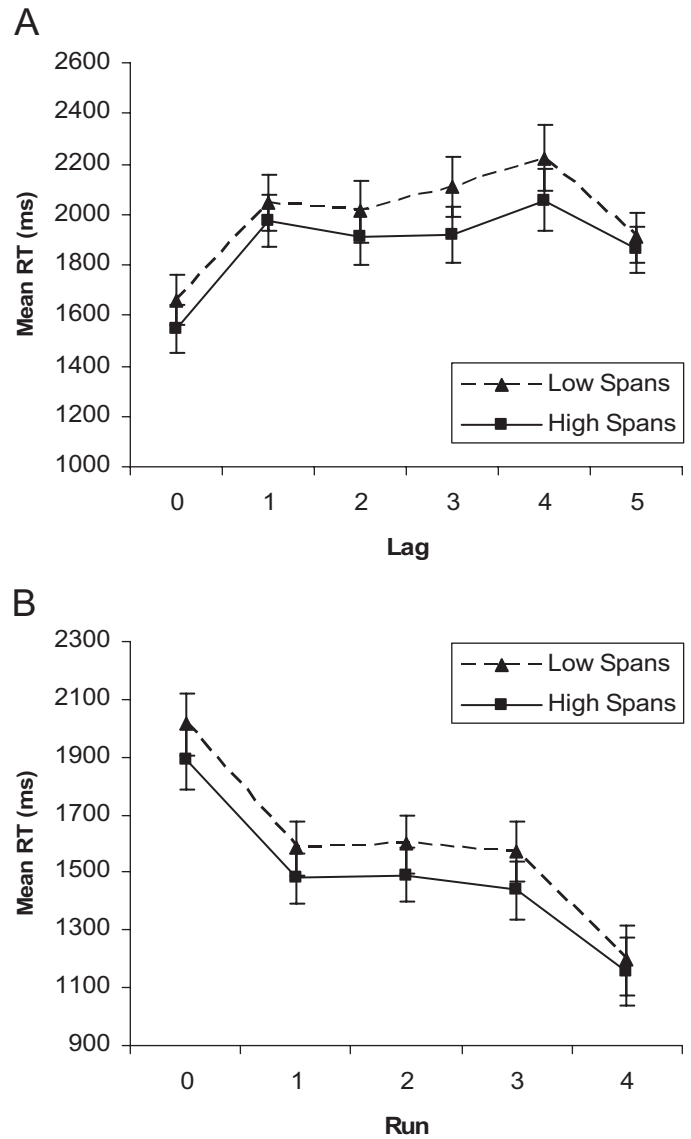 A
2600
2400
2200
2000
1800
1600
1400
1200
1000
Mean RT (ms)
Low Spans
High Spans
0 1 2 3 4 5
Lag
B
2300
2100
1900
1700
1500
1300
1100
900
Mean RT (ms)
Low Spans
High Spans
0 1 2 3 4
Run